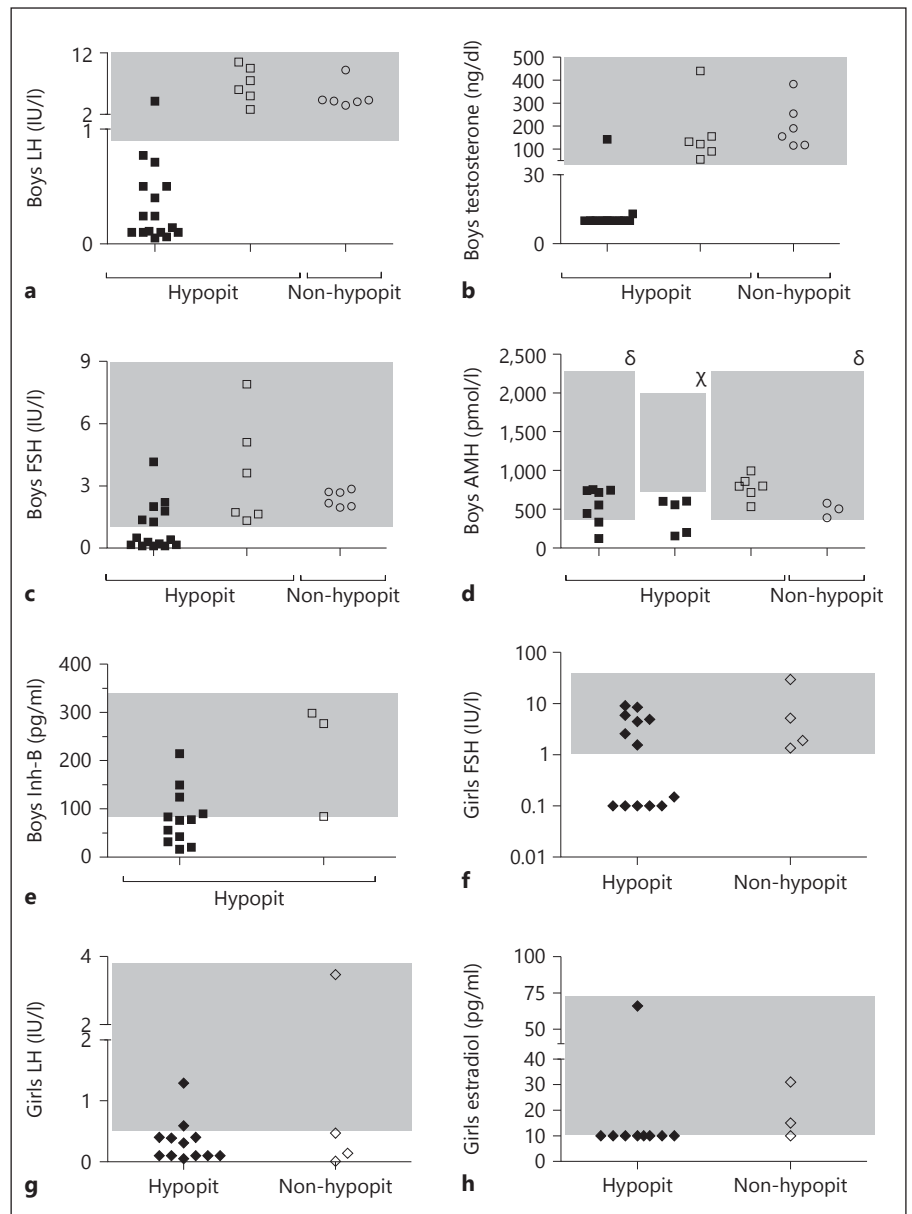 Boys LH (IU/l)
12
2
1
0
Hypopit
Non-hypopit
a
Boys testosterone (ng/dl)
500
400
300
200
100
30
0
Hypopit
Non-hypopit
b
Boys FSH (IU/l)
9
6
3
0
Hypopit
Non-hypopit
c
Boys AMH (pmol/l)
2,500
2,000
1,500
1,000
500
0
δ
χ
δ
Hypopit
Non-hypopit
d
Boys Inh-B (pg/ml)
400
300
200
100
0
Hypopit
e
Girls FSH (IU/l)
100
10
1
0.1
0.01
Hypopit
Non-hypopit
f
Girls LH (IU/l)
4
2
2
1
0
Hypopit
Non-hypopit
g
Girls estradiol (pg/ml)
100
75
50
40
30
20
10
0
Hypopit
Non-hypopit
h